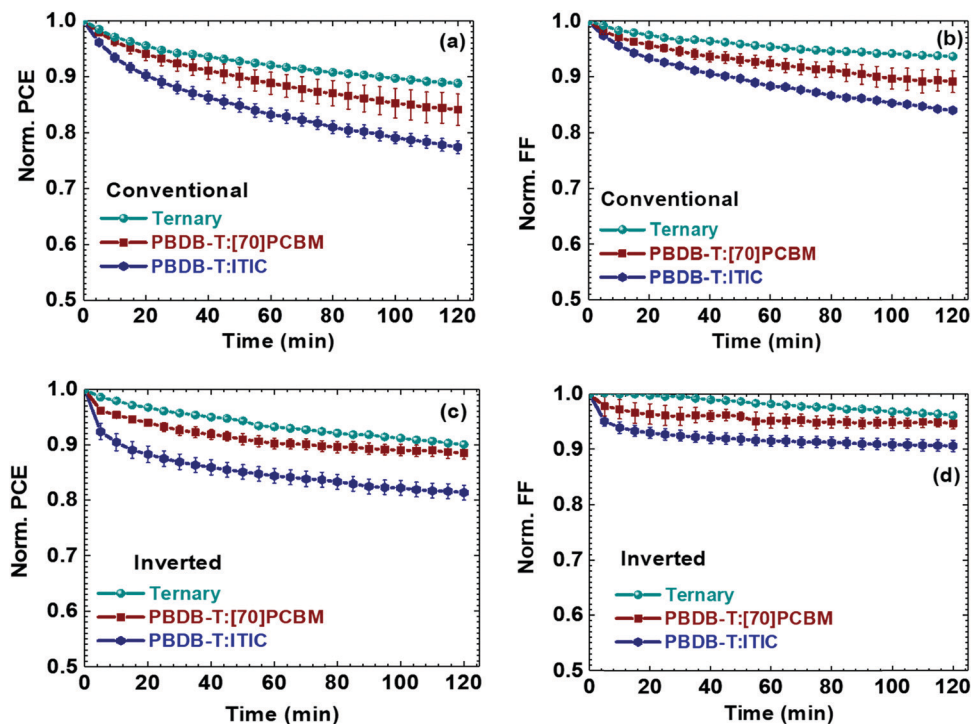 (a)
Norm. PCE
1.0
0.9
0.8
0.7
0.6
0.5
Conventional
Ternary
PBDB-T:[70]PCBM
PBDB-T:ITIC
0 20 40 60 80 100 120
Time (min)
(b)
Norm. FF
1.0
0.9
0.8
0.7
0.6
0.5
Conventional
Ternary
PBDB-T:[70]PCBM
PBDB-T:ITIC
0 20 40 60 80 100 120
Time (min)
(c)
Norm. PCE
1.0
0.9
0.8
0.7
0.6
0.5
Inverted
Ternary
PBDB-T:[70]PCBM
PBDB-T:ITIC
0 20 40 60 80 100 120
Time (min)
(d)
Norm. FF
1.0
0.9
0.8
0.7
0.6
0.5
Inverted
Ternary
PBDB-T:[70]PCBM
PBDB-T:ITIC
0 20 40 60 80 100 120
Time (min)